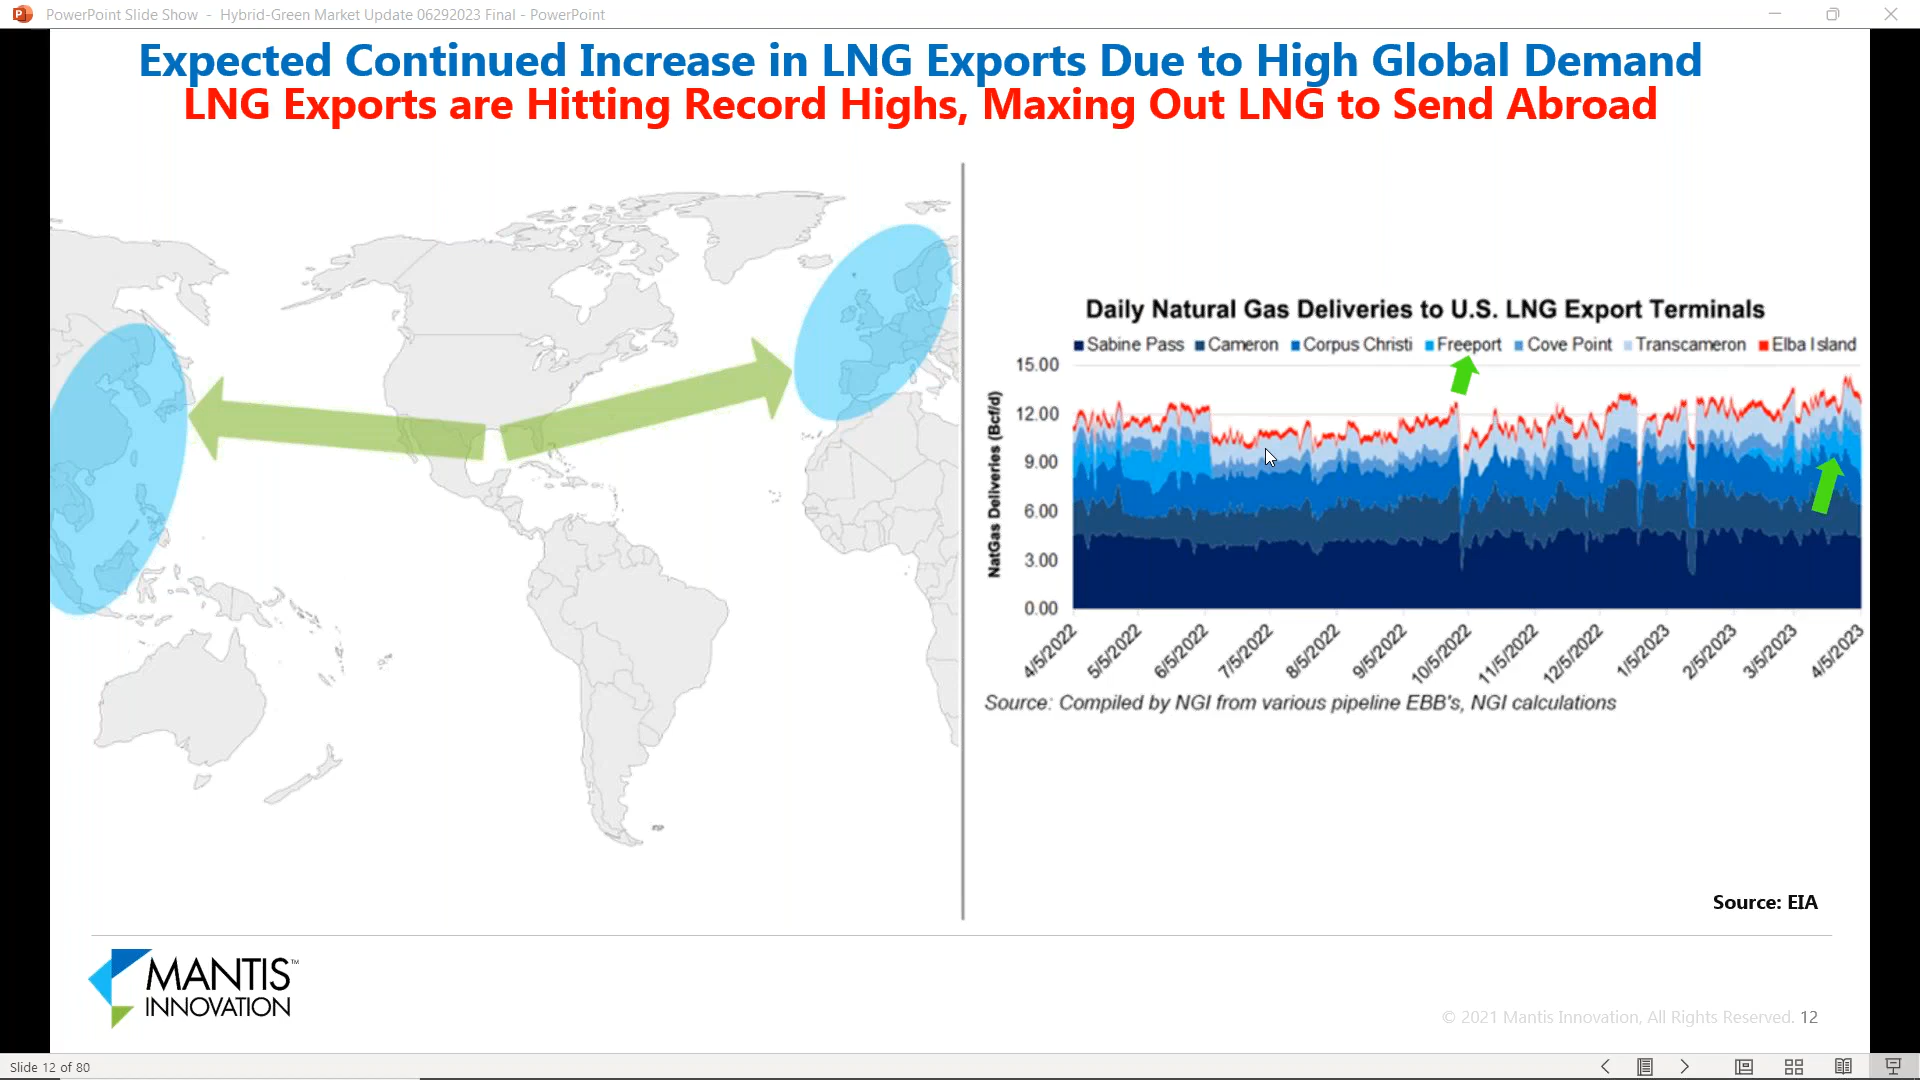 PowerPoint Slide Show - Hybrid-Green Market Update 06292023 Final - PowerPoint
Expected Continued Increase in LNG Exports Due to High Global Demand
LNG Exports are Hitting Record Highs, Maxing Out LNG to Send Abroad
Daily Natural Gas Deliveries to U.S. LNG Export Terminals
Sabine Pass Cameron Corpus Christi Freeport Cove Point Transcameron Elba Island
NatGas Deliveries (Bcf/d)
15.00
12.00
9.00
6.00
3.00
0.00
4/5/2022 5/5/2022 6/5/2022 7/5/2022 8/5/2022 9/5/2022 10/5/2022 11/5/2022 12/5/2022 1/5/2023 2/5/2023 3/5/2023 4/5/2023
Source: Compiled by NGI from various pipeline EBB's, NGI calculations
Source: EIA
MANTIS™
INNOVATION
© 2021 Mantis Innovation, All Rights Reserved. 12
Slide 12 of 80